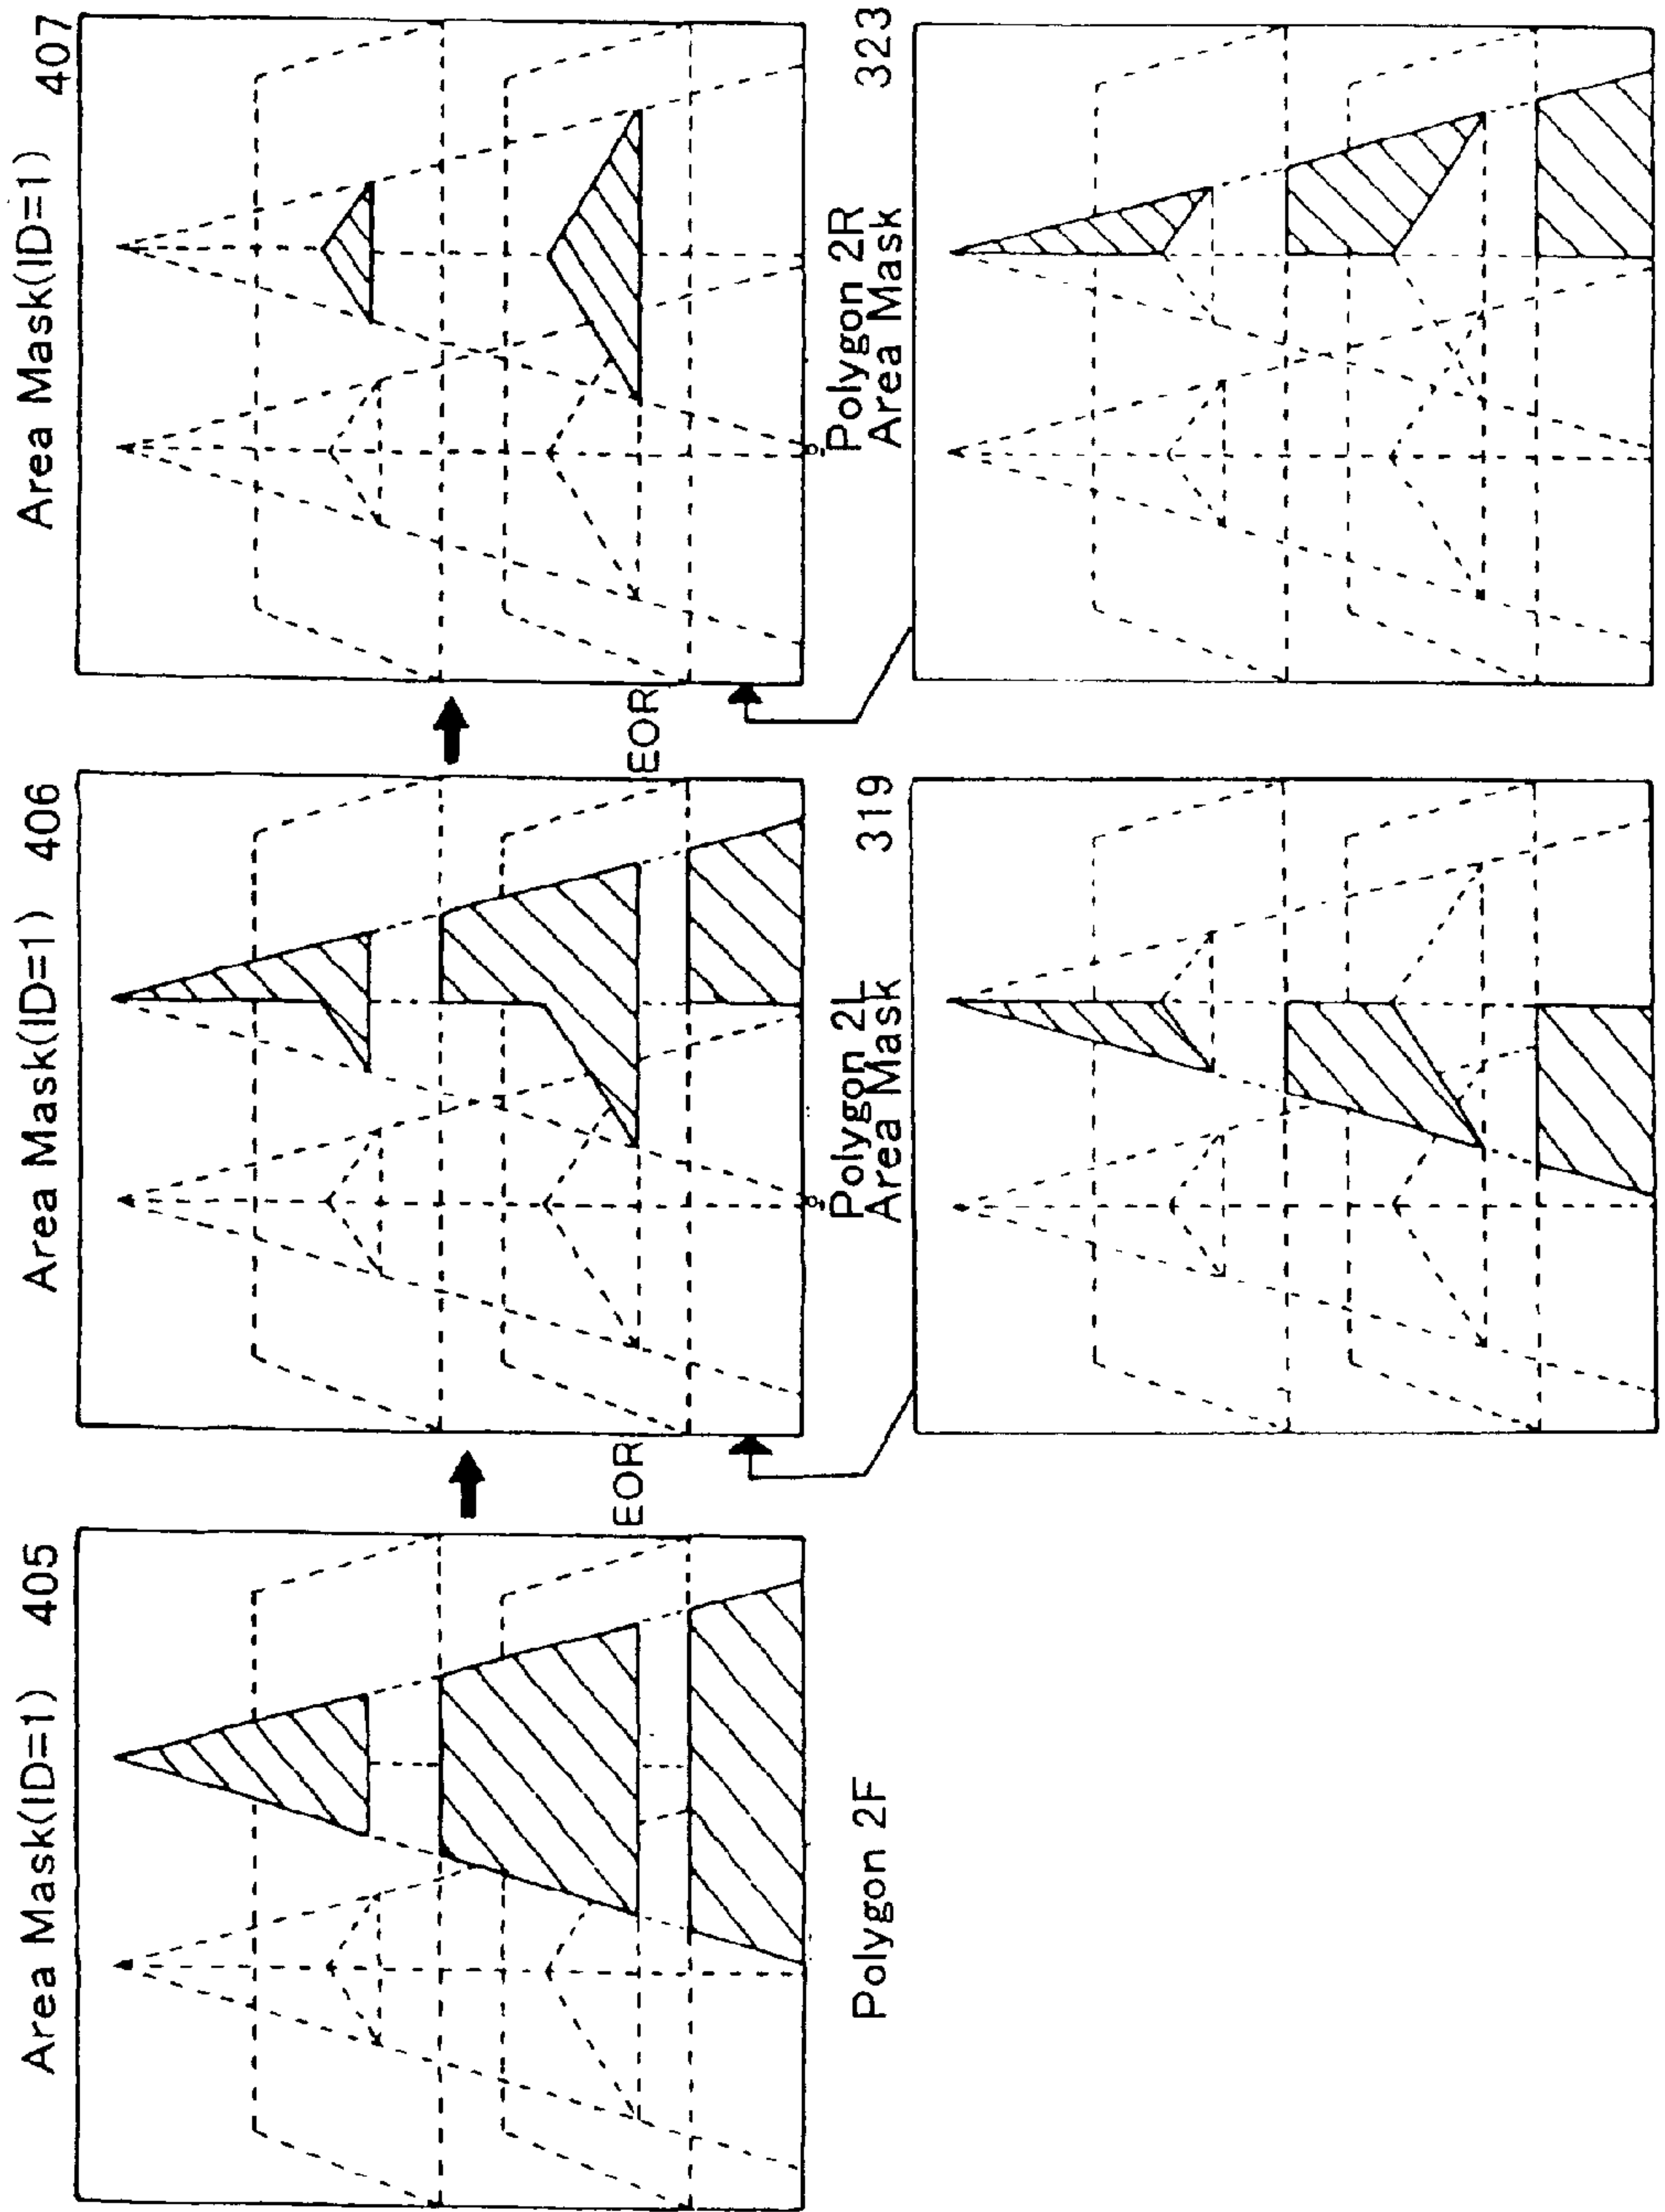 Area Mask(ID=1) 405
Area Mask(ID=1) 406
Area Mask(ID=1) 407
EOR
EOR
Polygon 2F
Polygon 2L
Area Mask 319
Polygon 2R
Area Mask 323